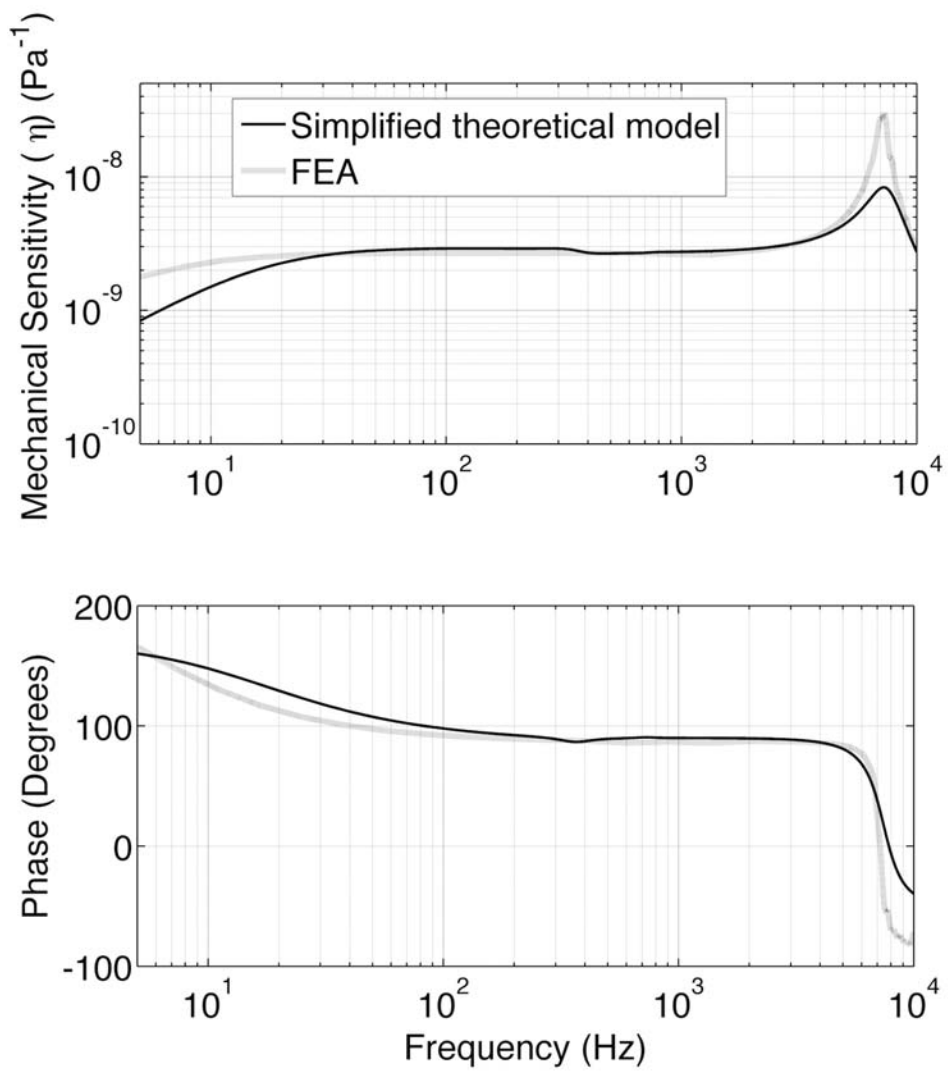 Mechanical Sensitivity ( η) (Pa⁻¹)
Simplified theoretical model
FEA
10⁻⁸
10⁻⁹
10⁻¹⁰
10¹ 10² 10³ 10⁴
Phase (Degrees)
200
100
0
-100
10¹ 10² 10³ 10⁴
Frequency (Hz)